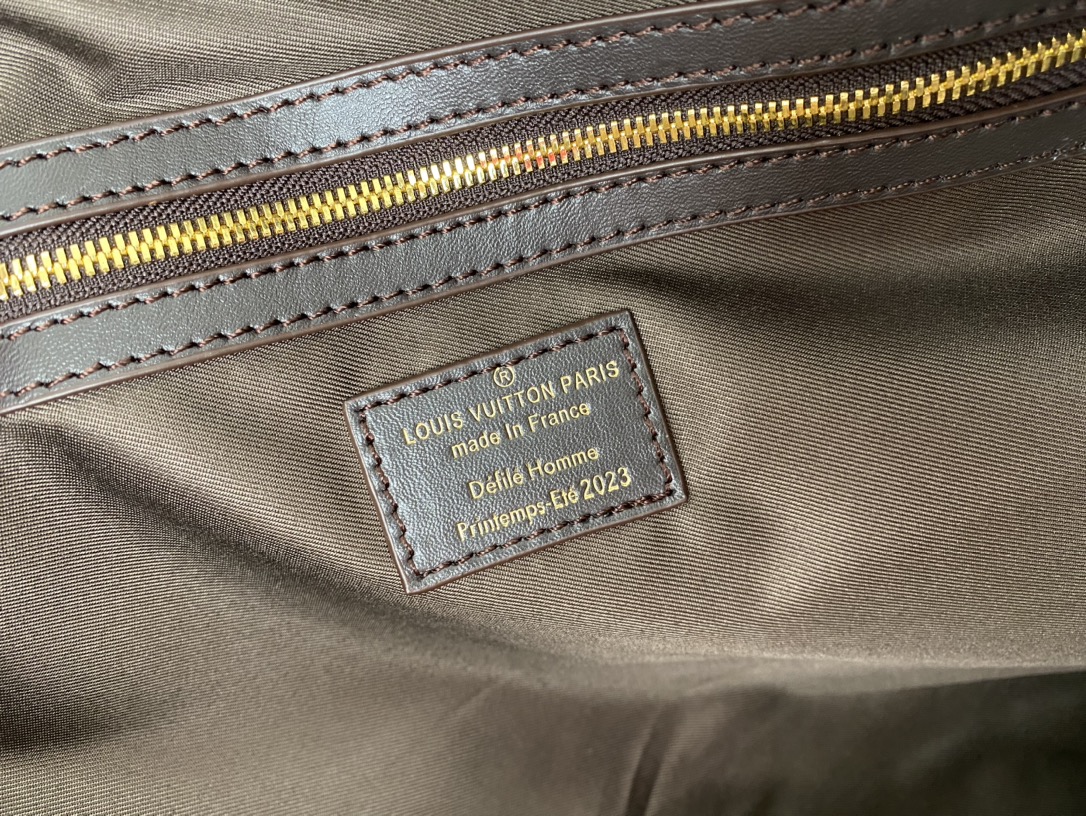 ®
LOUIS VUITTON PARIS
made In France
Défilé Homme
Printemps-Eté 2023